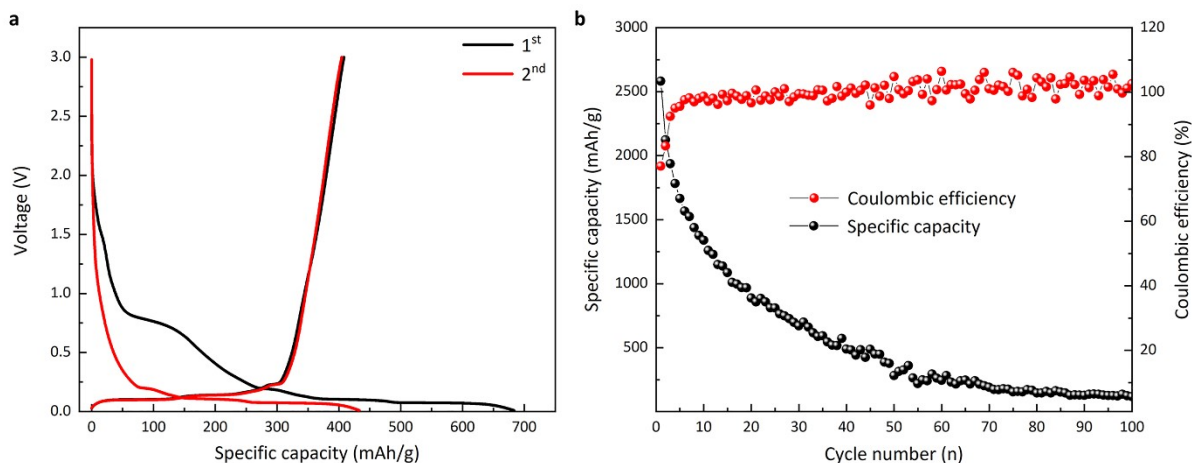 a
1st
2nd
3.0
2.5
2.0
1.5
1.0
0.5
0.0
Voltage (V)
0 100 200 300 400 500 600 700
Specific capacity (mAh/g)
b
3000
2500
2000
1500
1000
500
Specific capacity (mAh/g)
Coulombic efficiency
Specific capacity
120
100
80
60
40
20
Coulombic efficiency (%)
0 10 20 30 40 50 60 70 80 90 100
Cycle number (n)